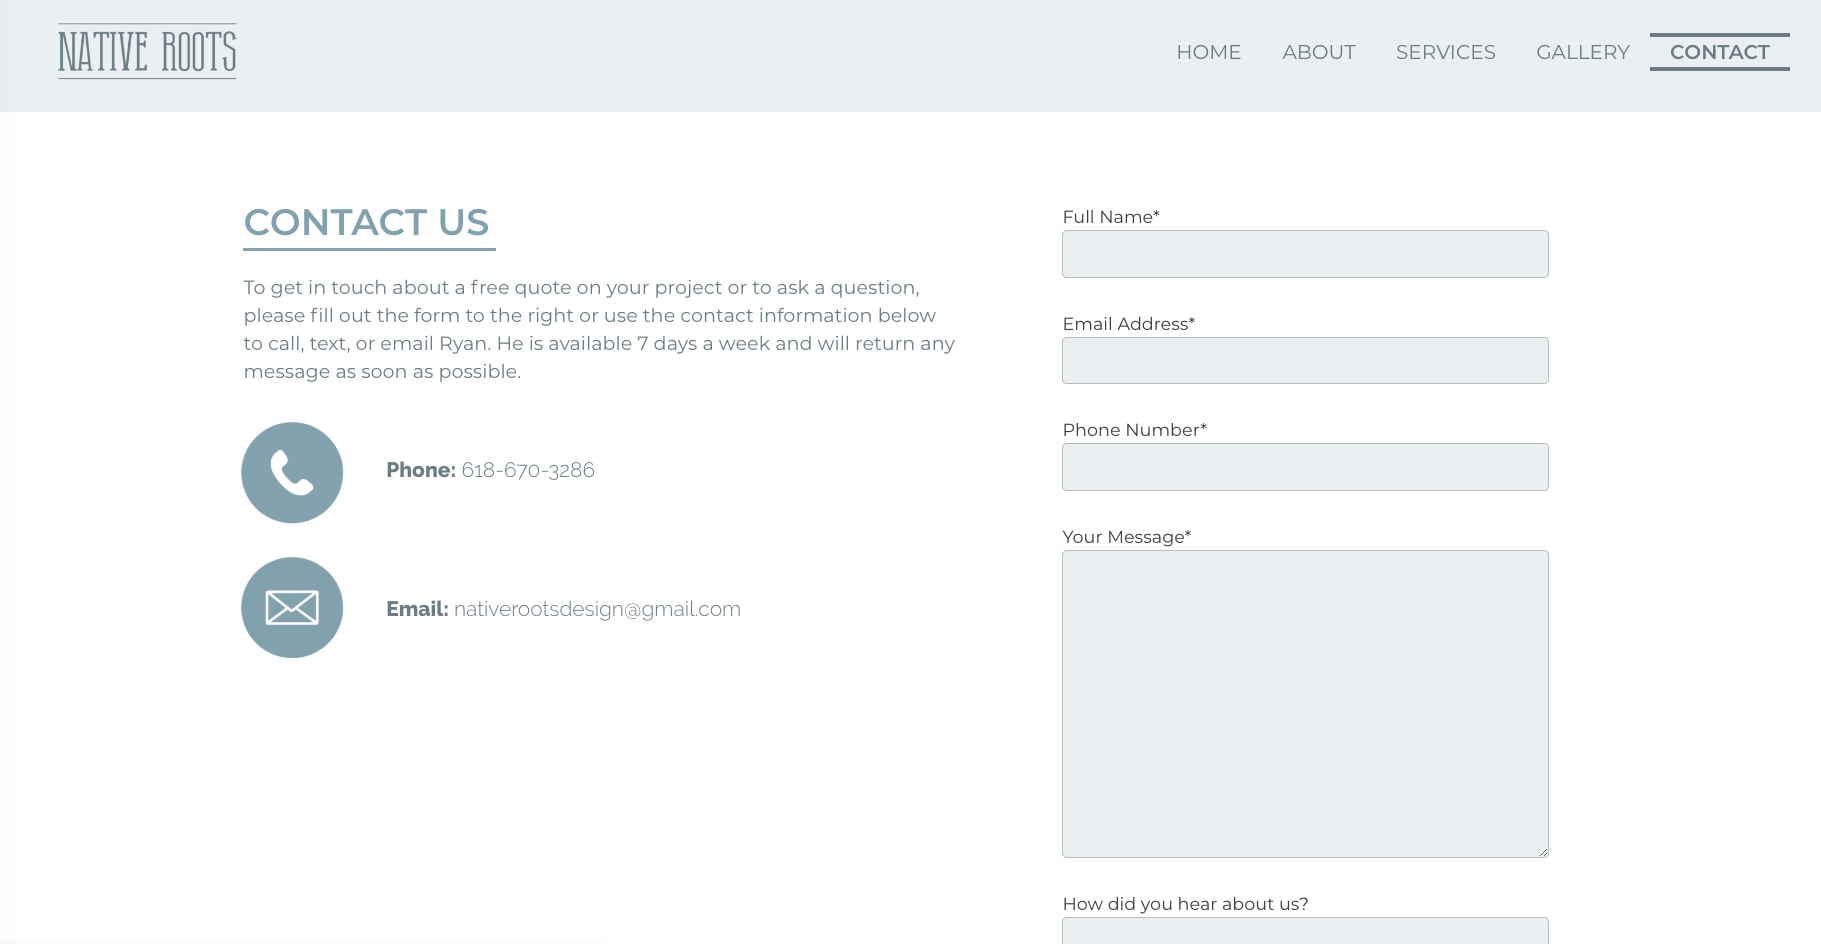 NATIVE ROOTS
HOME ABOUT SERVICES GALLERY CONTACT
CONTACT US
To get in touch about a free quote on your project or to ask a question,
please fill out the form to the right or use the contact information below
to call, text, or email Ryan. He is available 7 days a week and will return any
message as soon as possible.
Phone: 618-670-3286
Email: nativerootsdesign@gmail.com
Full Name*
Email Address*
Phone Number*
Your Message*
How did you hear about us?